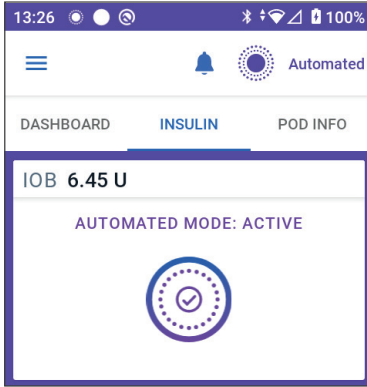 13:26 100%
Automated
DASHBOARD INSULIN POD INFO
IOB 6.45 U
AUTOMATED MODE: ACTIVE